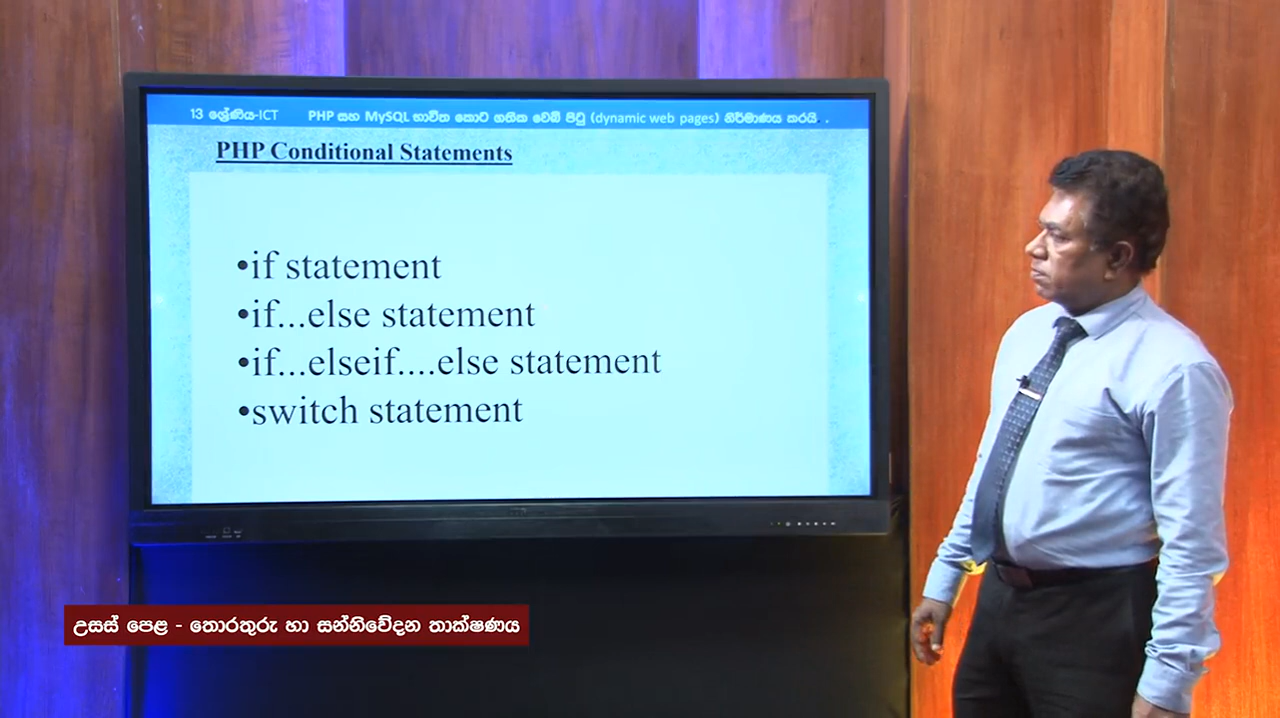 13 ශ්‍රේණිය-ICT PHP සහ MySQL භාවිත කොට ගතික වෙබ් පිටු (dynamic web pages) නිර්මාණය කරයි. .
PHP Conditional Statements
•if statement
•if...else statement
•if...elseif....else statement
•switch statement
උසස් පෙළ - තොරතුරු හා සන්නිවේදන තාක්ෂණය